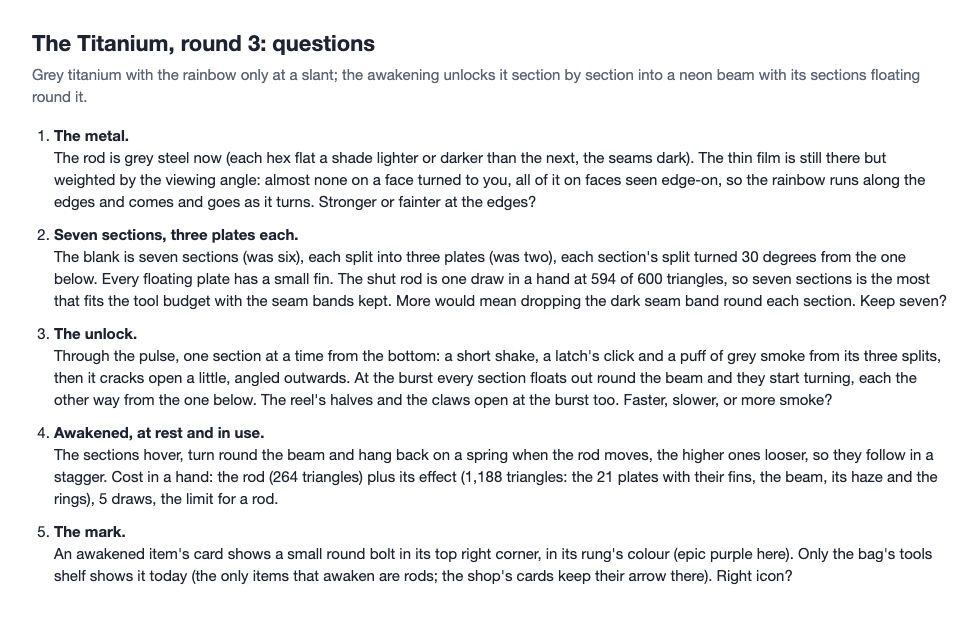 The Titanium, round 3: questions
Grey titanium with the rainbow only at a slant; the awakening unlocks it section by section into a neon beam with its sections floating
round it.
1. The metal.
The rod is grey steel now (each hex flat a shade lighter or darker than the next, the seams dark). The thin film is still there but
weighted by the viewing angle: almost none on a face turned to you, all of it on faces seen edge-on, so the rainbow runs along the
edges and comes and goes as it turns. Stronger or fainter at the edges?
2. Seven sections, three plates each.
The blank is seven sections (was six), each split into three plates (was two), each section's split turned 30 degrees from the one
below. Every floating plate has a small fin. The shut rod is one draw in a hand at 594 of 600 triangles, so seven sections is the most
that fits the tool budget with the seam bands kept. More would mean dropping the dark seam band round each section. Keep seven?
3. The unlock.
Through the pulse, one section at a time from the bottom: a short shake, a latch's click and a puff of grey smoke from its three splits,
then it cracks open a little, angled outwards. At the burst every section floats out round the beam and they start turning, each the
other way from the one below. The reel's halves and the claws open at the burst too. Faster, slower, or more smoke?
4. Awakened, at rest and in use.
The sections hover, turn round the beam and hang back on a spring when the rod moves, the higher ones looser, so they follow in a
stagger. Cost in a hand: the rod (264 triangles) plus its effect (1,188 triangles: the 21 plates with their fins, the beam, its haze and the
rings), 5 draws, the limit for a rod.
5. The mark.
An awakened item's card shows a small round bolt in its top right corner, in its rung's colour (epic purple here). Only the bag's tools
shelf shows it today (the only items that awaken are rods; the shop's cards keep their arrow there). Right icon?